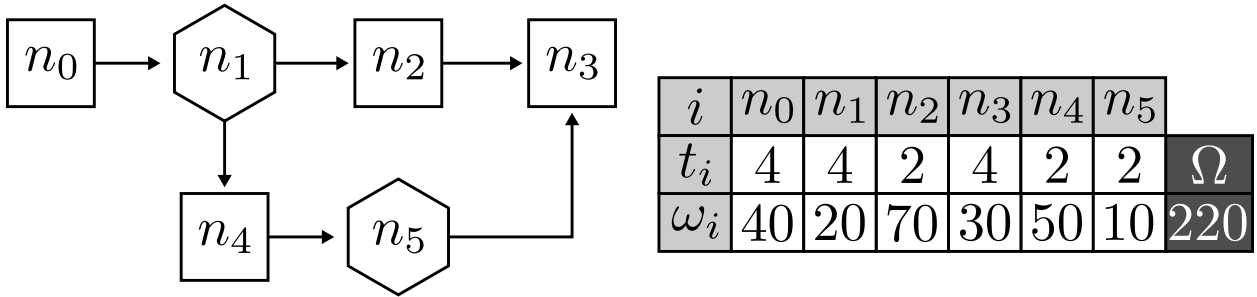 n₀ n₁ n₂ n₃
n₄ n₅
i n₀ n₁ n₂ n₃ n₄ n₅
tᵢ 4 4 2 4 2 2 Ω
ωᵢ 40 20 70 30 50 10 220